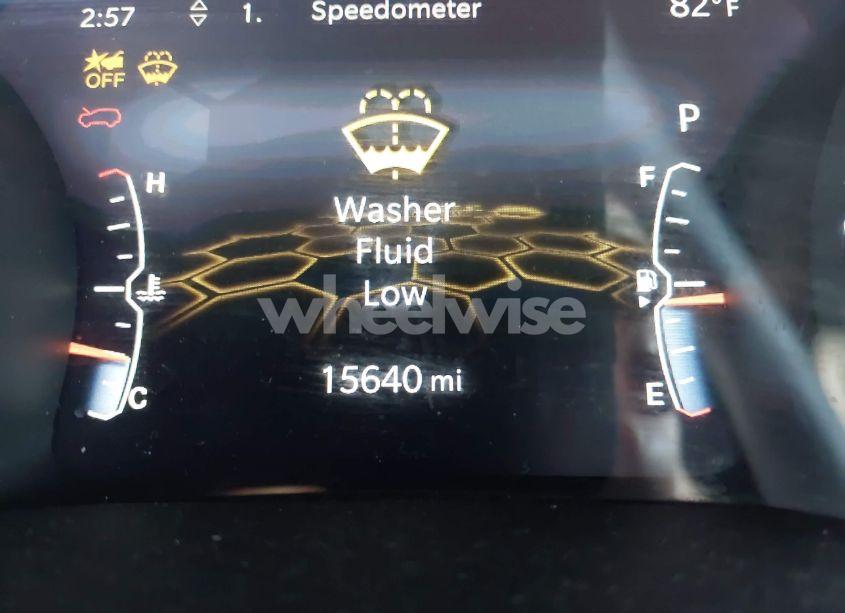 2:57 1. Speedometer 82°F
OFF
P
H F
Washer
Fluid
Low
wheelwise
15640 mi
C E